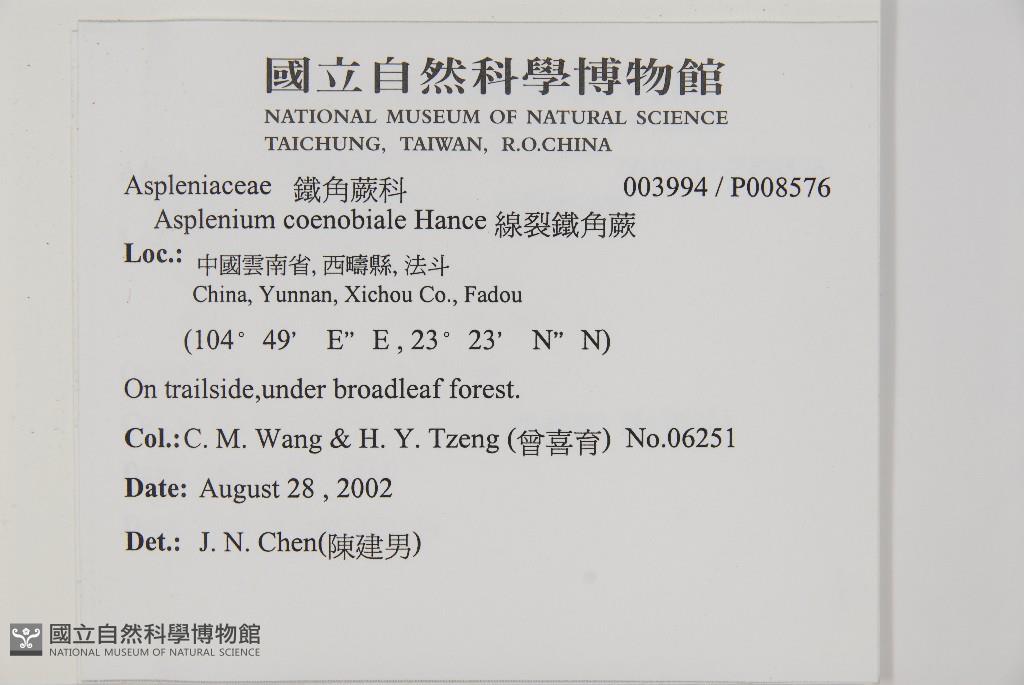 國立自然科學博物館
NATIONAL MUSEUM OF NATURAL SCIENCE
TAICHUNG, TAIWAN, R.O.CHINA
Aspleniaceae 鐵角蕨科 003994 / P008576
Asplenium coenobiale Hance 線裂鐵角蕨
Loc.: 中國雲南省, 西疇縣, 法斗
China, Yunnan, Xichou Co., Fadou
(104° 49’ E” E , 23° 23’ N” N)
On trailside,under broadleaf forest.
Col.: C. M. Wang & H. Y. Tzeng (曾喜育) No.06251
Date: August 28 , 2002
Det.: J. N. Chen(陳建男)
國立自然科學博物館
NATIONAL MUSEUM OF NATURAL SCIENCE